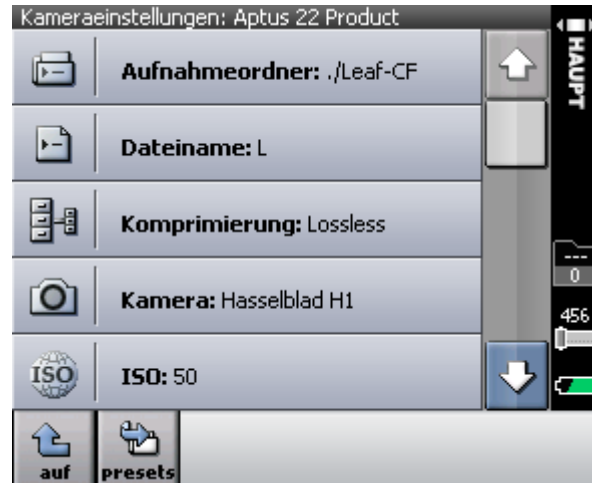 Kameraeinstellungen: Aptus 22 Product
HAUPT
Aufnahmeordner: ./Leaf-CF
Dateiname: L
Komprimierung: Lossless
Kamera: Hasselblad H1
ISO
ISO: 50
---
0
456
auf
presets